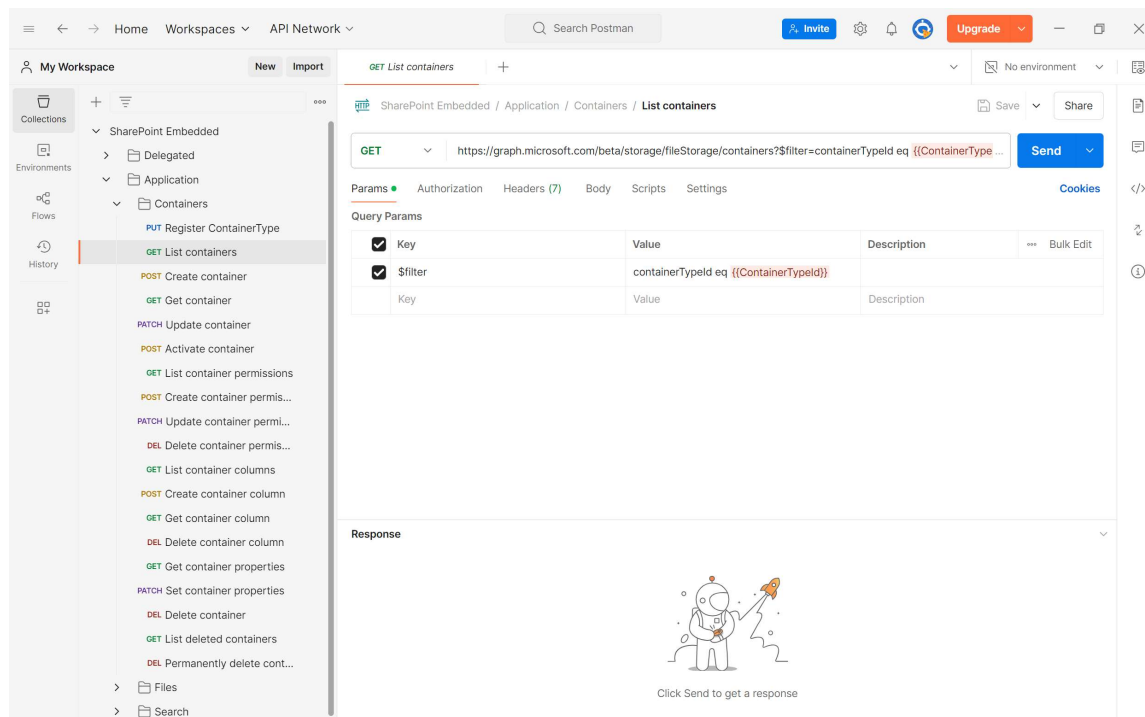 Home Workspaces API Network Search Postman Invite Upgrade
My Workspace New Import GET List containers No environment
Collections
Environments
Flows
History
SharePoint Embedded
Delegated
Application
Containers
PUT Register ContainerType
GET List containers
POST Create container
GET Get container
PATCH Update container
POST Activate container
GET List container permissions
POST Create container permis...
PATCH Update container permi...
DEL Delete container permis...
GET List container columns
POST Create container column
GET Get container column
DEL Delete container column
GET Get container properties
PATCH Set container properties
DEL Delete container
GET List deleted containers
DEL Permanently delete cont...
Files
Search
HTTP SharePoint Embedded / Application / Containers / List containers Save Share
GET https://graph.microsoft.com/beta/storage/fileStorage/containers?$filter=containerTypeId eq {{ContainerType ... Send
Params Authorization Headers (7) Body Scripts Settings Cookies
Query Params
Key Value Description Bulk Edit
$filter containerTypeId eq {{ContainerTypeId}}
Key Value Description
Response
Click Send to get a response